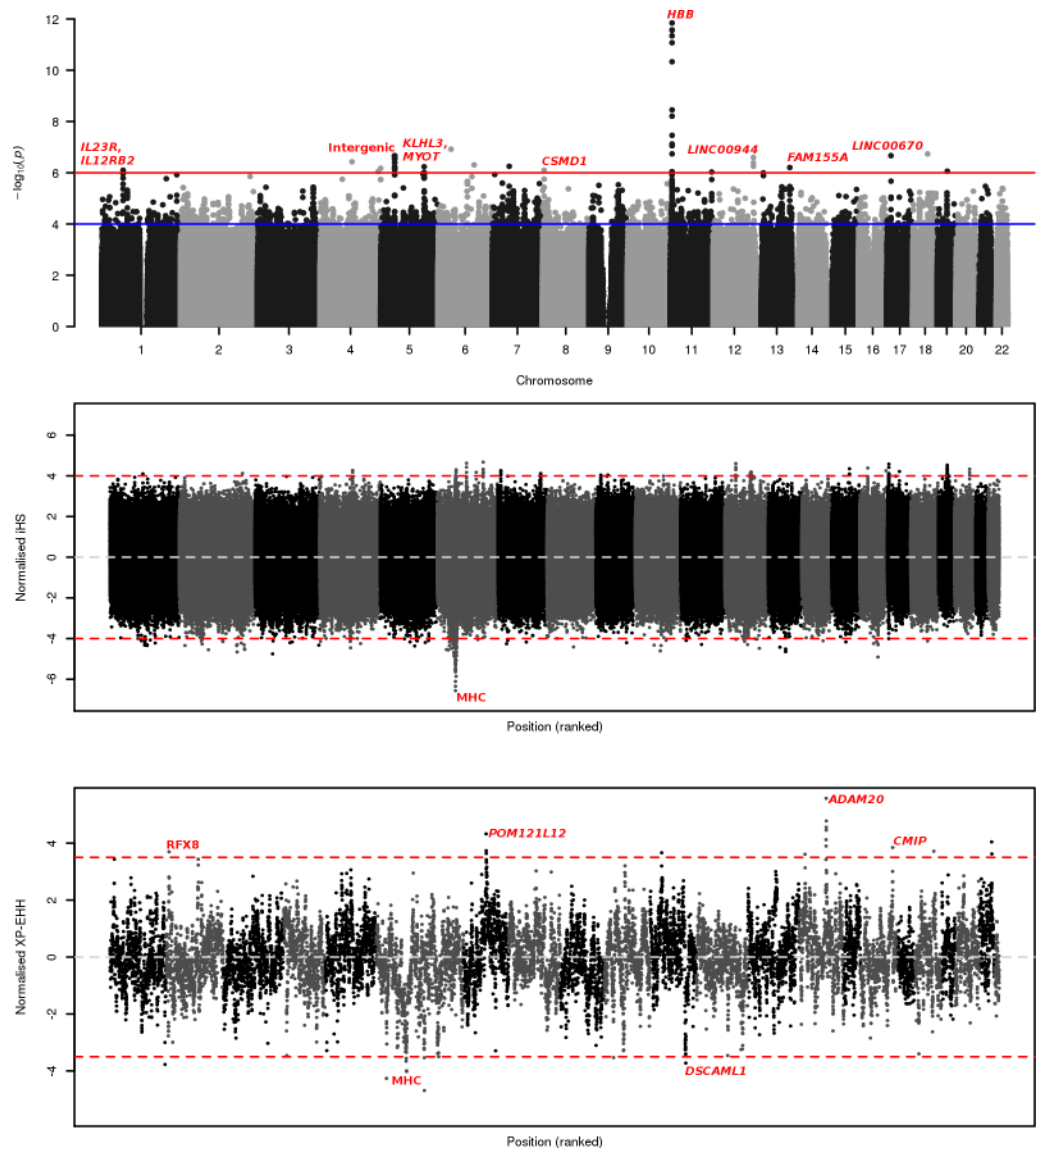 HBB
12
10
8
6
4
2
0
−log10(p)
IL23R,
IL12RB2
Intergenic
KLHL3,
MYOT
CSMD1
LINC00944
FAM155A
LINC00670
1 2 3 4 5 6 7 8 9 10 11 12 13 14 15 16 17 18 20 22
Chromosome
6
4
2
0
-2
-4
-6
Normalised iHS
MHC
Position (ranked)
4
2
0
-2
-4
Normalised XP-EHH
RFX8
POM121L12
ADAM20
CMIP
MHC
DSCAML1
Position (ranked)